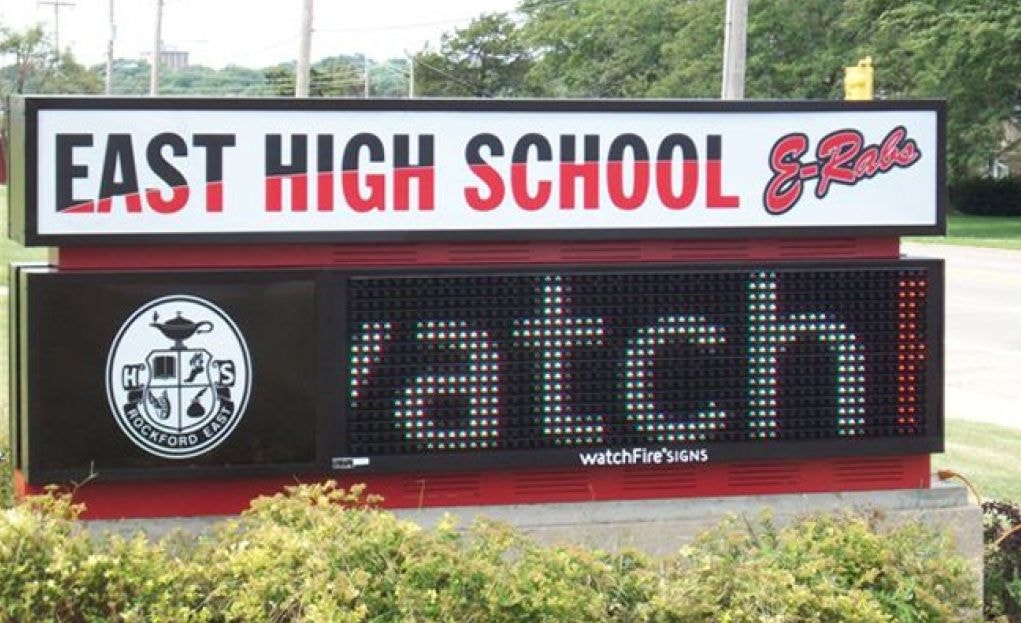 EAST HIGH SCHOOL E-Rabs
H S
ROCKFORD EAST
atch
watchFire SIGNS